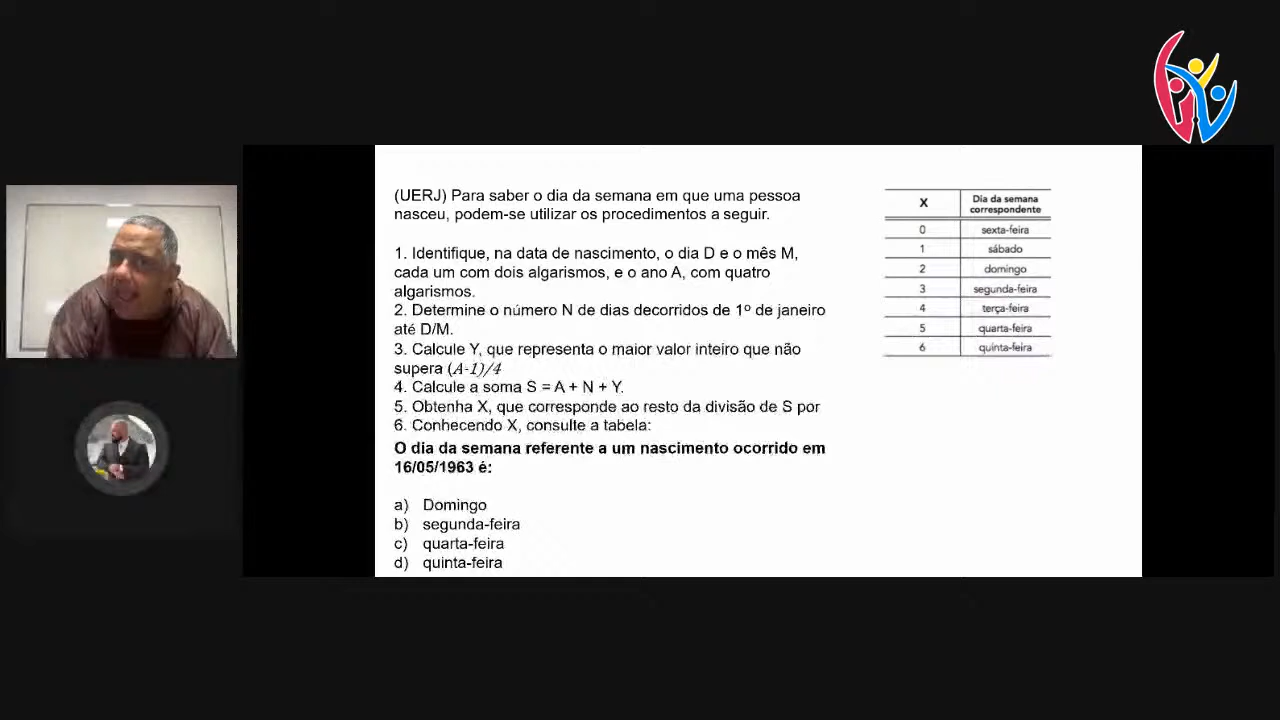 (UERJ) Para saber o dia da semana em que uma pessoa
nasceu, podem-se utilizar os procedimentos a seguir.
1. Identifique, na data de nascimento, o dia D e o mês M,
cada um com dois algarismos, e o ano A, com quatro
algarismos.
2. Determine o número N de dias decorridos de 1º de janeiro
até D/M.
3. Calcule Y, que representa o maior valor inteiro que não
supera (A-1)/4
4. Calcule a soma S = A + N + Y.
5. Obtenha X, que corresponde ao resto da divisão de S por
6. Conhecendo X, consulte a tabela:
O dia da semana referente a um nascimento ocorrido em
16/05/1963 é:
a) Domingo
b) segunda-feira
c) quarta-feira
d) quinta-feira
X Dia da semana
correspondente
0 sexta-feira
1 sábado
2 domingo
3 segunda-feira
4 terça-feira
5 quarta-feira
6 quinta-feira